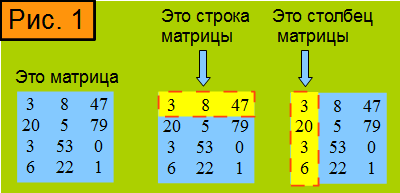 Рис. 1
Это матрица
3 8 47
20 5 79
3 53 0
6 22 1
Это строка
матрицы
3 8 47
20 5 79
3 53 0
6 22 1
Это столбец
матрицы
3 8 47
20 5 79
3 53 0
6 22 1